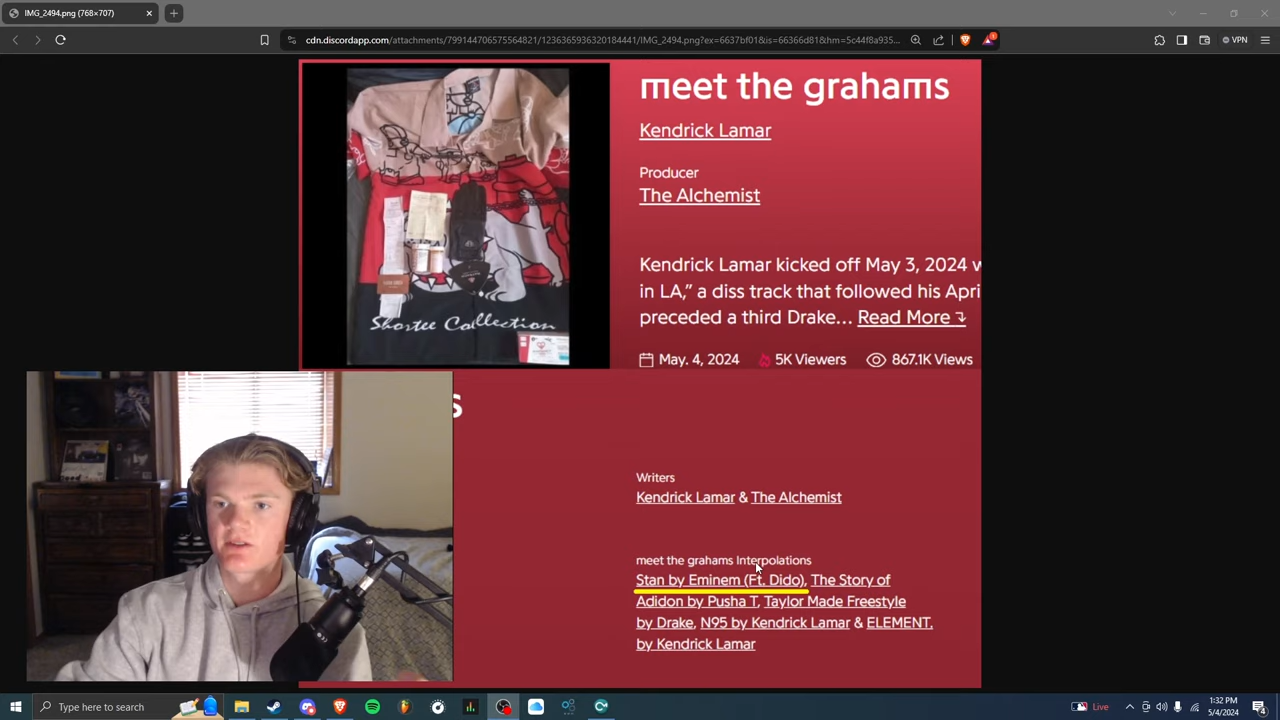 IMG_2494.png (768×707)
cdn.discordapp.com/attachments/799144706575564821/1236365936320184441/IMG_2494.png?ex=6637bf01&is=66366d81&hm=5c44f8a935...
VPN
meet the grahams
Kendrick Lamar
Producer
The Alchemist
Kendrick Lamar kicked off May 3, 2024 w
in LA,” a diss track that followed his Apri
preceded a third Drake... Read More
May. 4, 2024 5K Viewers 867.1K Views
Shortee Collection
s
Writers
Kendrick Lamar & The Alchemist
meet the grahams Interpolations
Stan by Eminem (Ft. Dido), The Story of
Adidon by Pusha T, Taylor Made Freestyle
by Drake, N95 by Kendrick Lamar & ELEMENT.
by Kendrick Lamar
Type here to search
Live
1:32 PM
5/4/2024